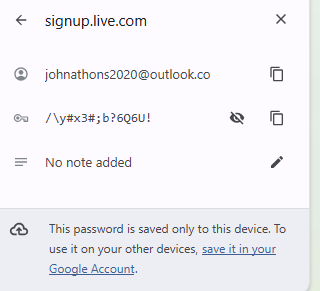 signup.live.com
johnathons2020@outlook.co
/\y#x3#;b?6Q6U!
No note added
This password is saved only to this device. To
use it on your other devices, save it in your
Google Account.